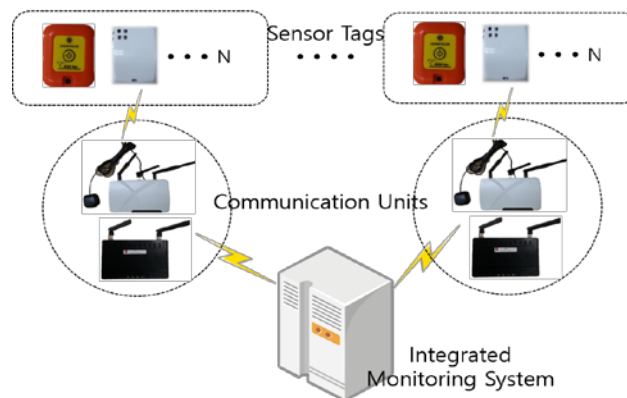 Sensor Tags
N
N
Communication Units
Integrated
Monitoring System